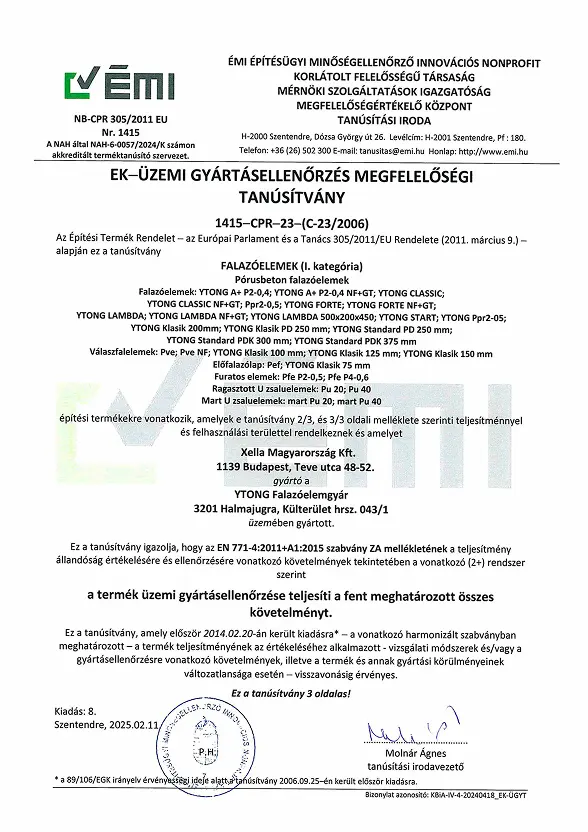 ÉMI
NB-CPR 305/2011 EU
Nr. 1415
A NAH által NAH-6-0057/2024/K számon
akkreditált terméktanúsító szervezet.
ÉMI ÉPÍTÉSÜGYI MINŐSÉGELLENŐRZŐ INNOVÁCIÓS NONPROFIT
KORLÁTOLT FELELŐSSÉGŰ TÁRSASÁG
MÉRNÖKI SZOLGÁLTATÁSOK IGAZGATÓSÁG
MEGFELELŐSÉGÉRTÉKELŐ KÖZPONT
TANÚSÍTÁSI IRODA
H-2000 Szentendre, Dózsa György út 26. Levélcím: H-2001 Szentendre, Pf : 180.
Telefon: +36 (26) 502 300 E-mail: tanusitas@emi.hu Honlap: http://www.emi.hu
EK–ÜZEMI GYÁRTÁSELLENŐRZÉS MEGFELELŐSÉGI
TANÚSÍTVÁNY
1415–CPR–23–(C-23/2006)
Az Építési Termék Rendelet – az Európai Parlament és a Tanács 305/2011/EU Rendelete (2011. március 9.) –
alapján ez a tanúsítvány
FALAZÓELEMEK (I. kategória)
Pórusbeton falazóelemek
Falazóelemek: YTONG A+ P2-0,4; YTONG A+ P2-0,4 NF+GT; YTONG CLASSIC;
YTONG CLASSIC NF+GT; Ppr2-0,5; YTONG FORTE; YTONG FORTE NF+GT;
YTONG LAMBDA; YTONG LAMBDA NF+GT; YTONG LAMBDA 500x200x450; YTONG START; YTONG Ppr2-05;
YTONG Klasik 200mm; YTONG Klasik PD 250 mm; YTONG Standard PD 250 mm;
YTONG Standard PDK 300 mm; YTONG Standard PDK 375 mm
Válaszfalelemek: Pve; Pve NF; YTONG Klasik 100 mm; YTONG Klasik 125 mm; YTONG Klasik 150 mm
Előfalazólap: Pef; YTONG Klasik 75 mm
Furatos elemek: Pfe P2-0,5; Pfe P4-0,6
Ragasztott U zsaluelemek: Pu 20; Pu 40
Mart U zsaluelemek: mart Pu 20; mart Pu 40
építési termékekre vonatkozik, amelyek e tanúsítvány 2/3, és 3/3 oldali melléklete szerinti teljesítménnyel
és felhasználási területtel rendelkeznek és amelyet
Xella Magyarország Kft.
1139 Budapest, Teve utca 48-52.
gyártó a
YTONG Falazóelemgyár
3201 Halmajugra, Külterület hrsz. 043/1
üzemében gyártott.
Ez a tanúsítvány igazolja, hogy az EN 771-4:2011+A1:2015 szabvány ZA mellékletének a teljesítmény
állandóság értékelésére és ellenőrzésére vonatkozó követelmények tekintetében a vonatkozó (2+) rendszer
szerint
a termék üzemi gyártásellenőrzése teljesíti a fent meghatározott összes
követelményt.
Ez a tanúsítvány, amely először 2014.02.20-án került kiadásra* – a vonatkozó harmonizált szabványban
meghatározott – a termék teljesítményének az értékeléséhez alkalmazott - vizsgálati módszerek és/vagy a
gyártásellenőrzésre vonatkozó követelmények, illetve a termék és annak gyártási körülményeinek
változatlansága esetén – visszavonásig érvényes.
Ez a tanúsítvány 3 oldalas!
Kiadás: 8.
Szentendre, 2025.02.11
P.H.
Molnár Ágnes
tanúsítási irodavezető
* a 89/106/EGK irányelv érvényességi ideje alatt a tanúsítvány 2006.09.25–én került először kiadásra.
Bizonylat azonosító: KBiA-IV-4-20240418_EK-ÜGYT